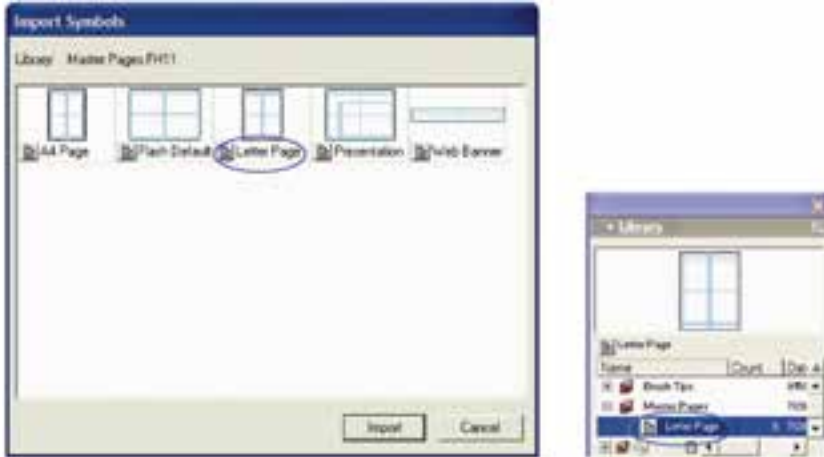 Import Symbols
Library Master Pages FH11
A4 Page Flash Default Letter Page Presentation Web Banner
Import Cancel
Library
Letter Page
Name Count Dat
Brush Tips
Master Pages
Letter Page